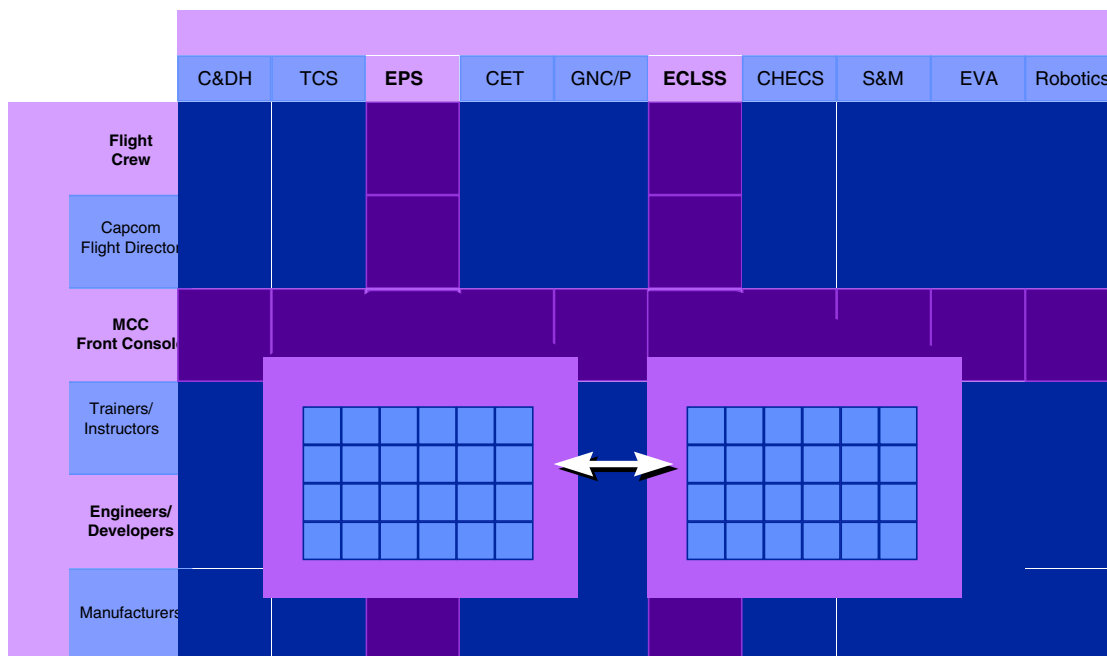 C&DH TCS EPS CET GNC/P ECLSS CHECS S&M EVA Robotics
Flight
Crew
Capcom
Flight Director
MCC
Front Console
Trainers/
Instructors
Engineers/
Developers
Manufacturers